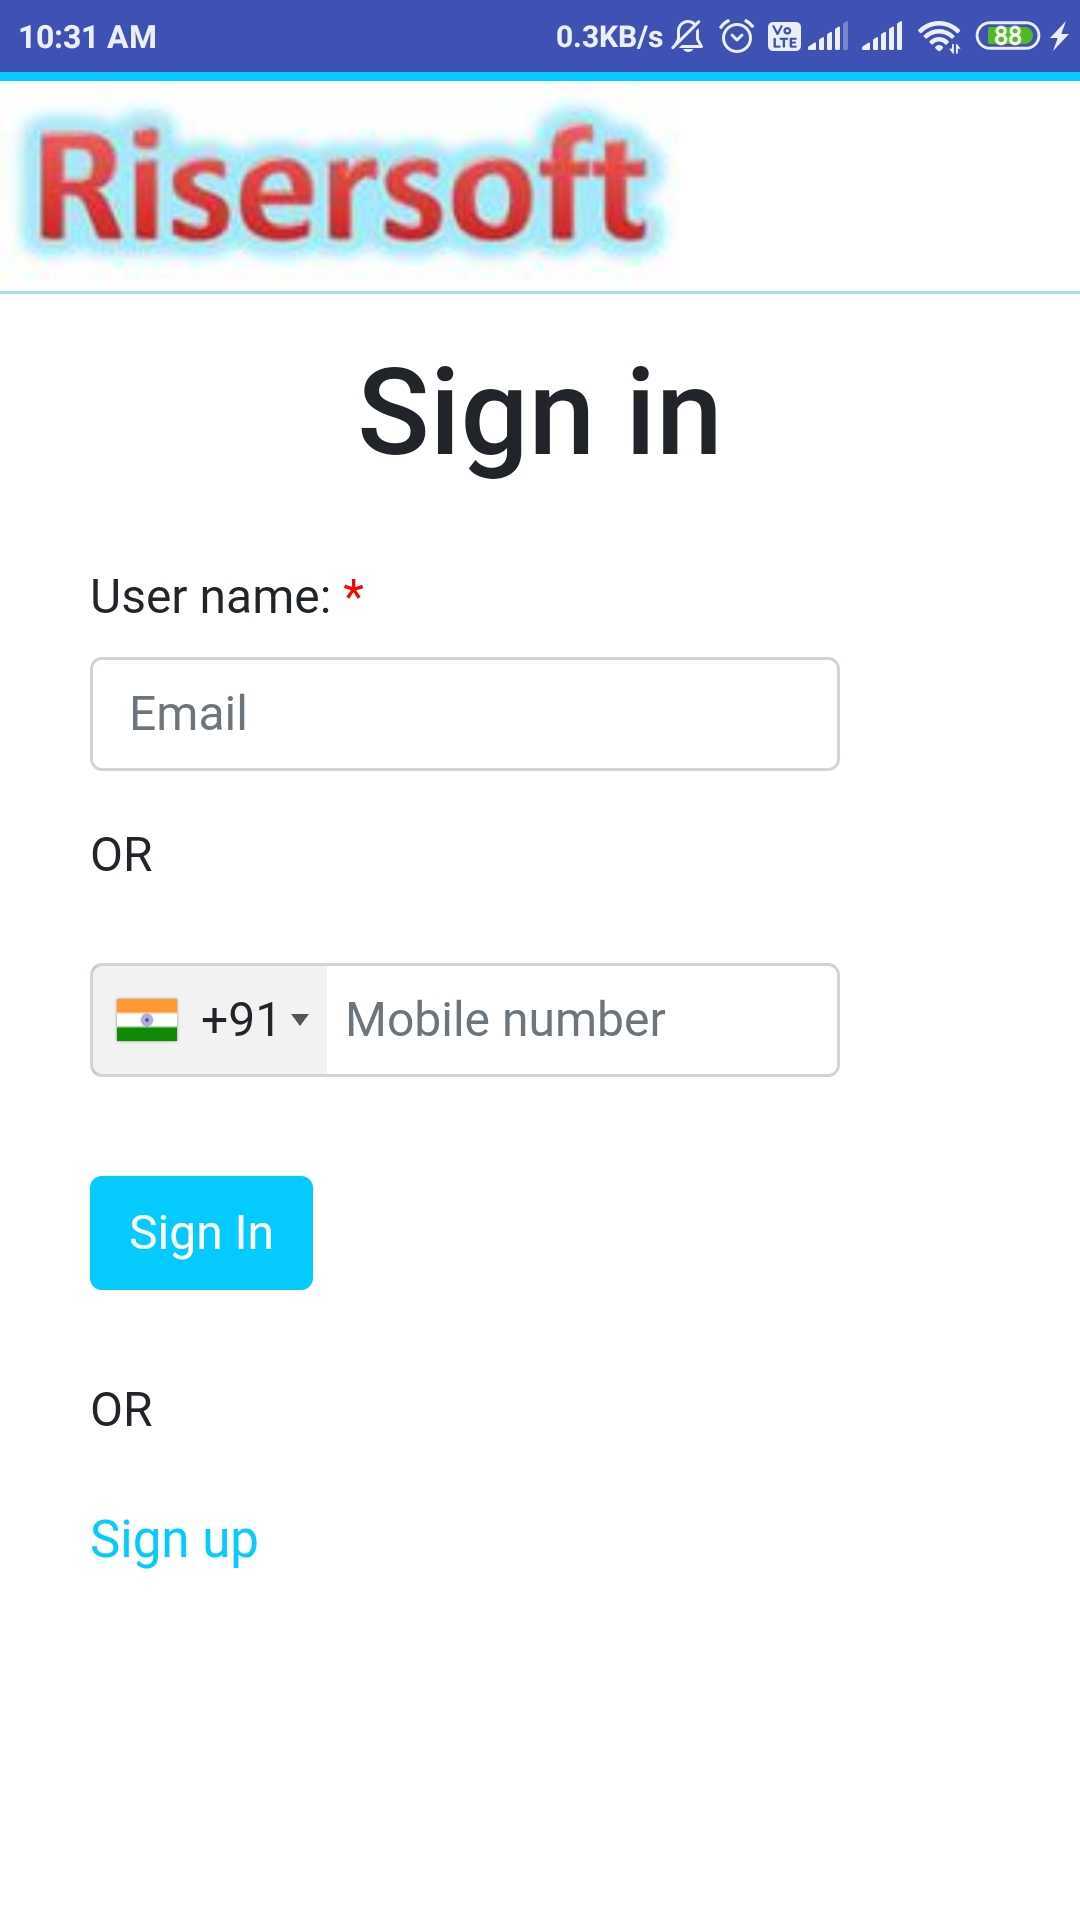 10:31 AM 0.3KB/s Vo LTE 88
Risersoft
Sign in
User name: *
Email
OR
+91 Mobile number
Sign In
OR
Sign up